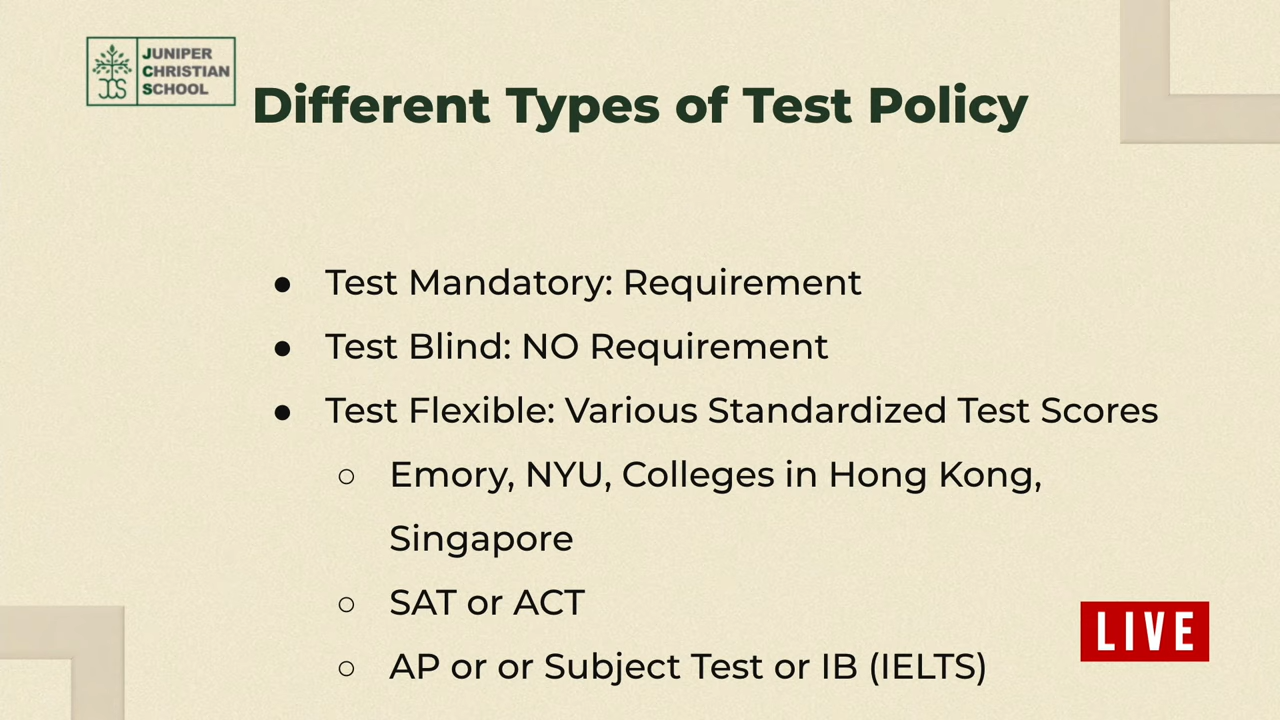 JUNIPER
CHRISTIAN
SCHOOL
JCS
Different Types of Test Policy
● Test Mandatory: Requirement
● Test Blind: NO Requirement
● Test Flexible: Various Standardized Test Scores
○ Emory, NYU, Colleges in Hong Kong,
Singapore
○ SAT or ACT
○ AP or or Subject Test or IB (IELTS)
LIVE